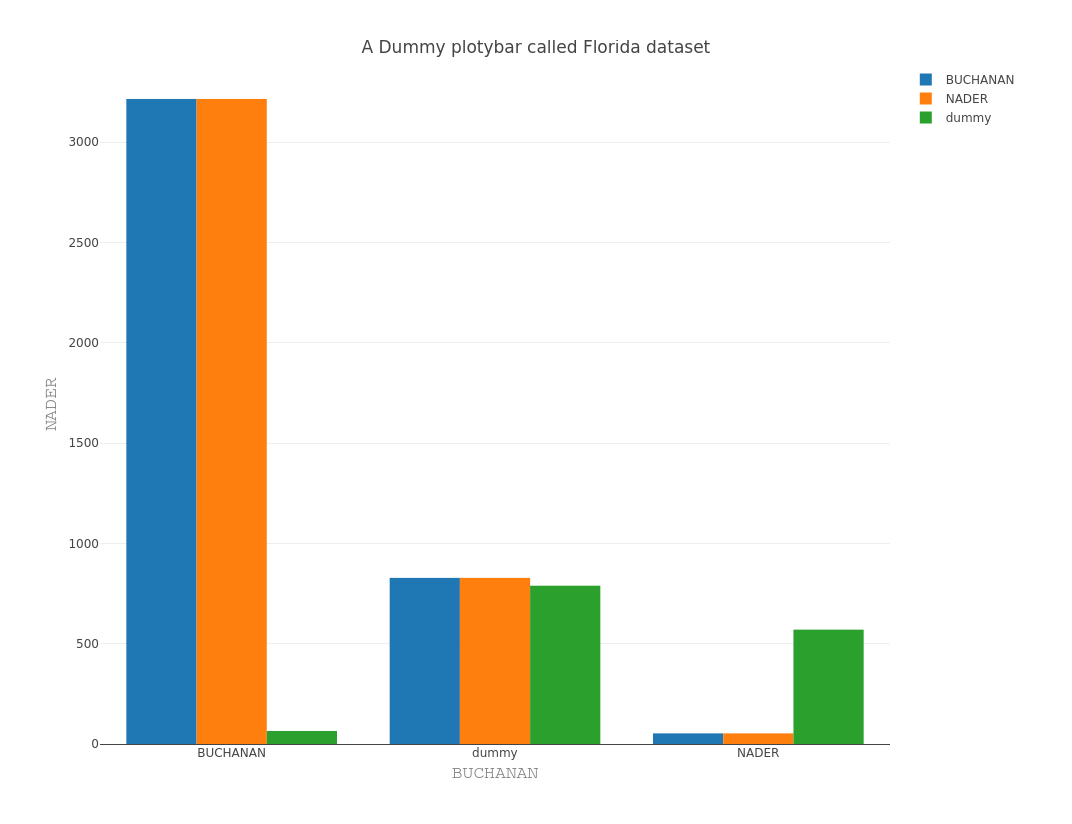 A Dummy plotybar called Florida dataset
BUCHANAN
NADER
dummy
3000
2500
2000
1500
1000
500
0
NADER
BUCHANAN
dummy
NADER
BUCHANAN